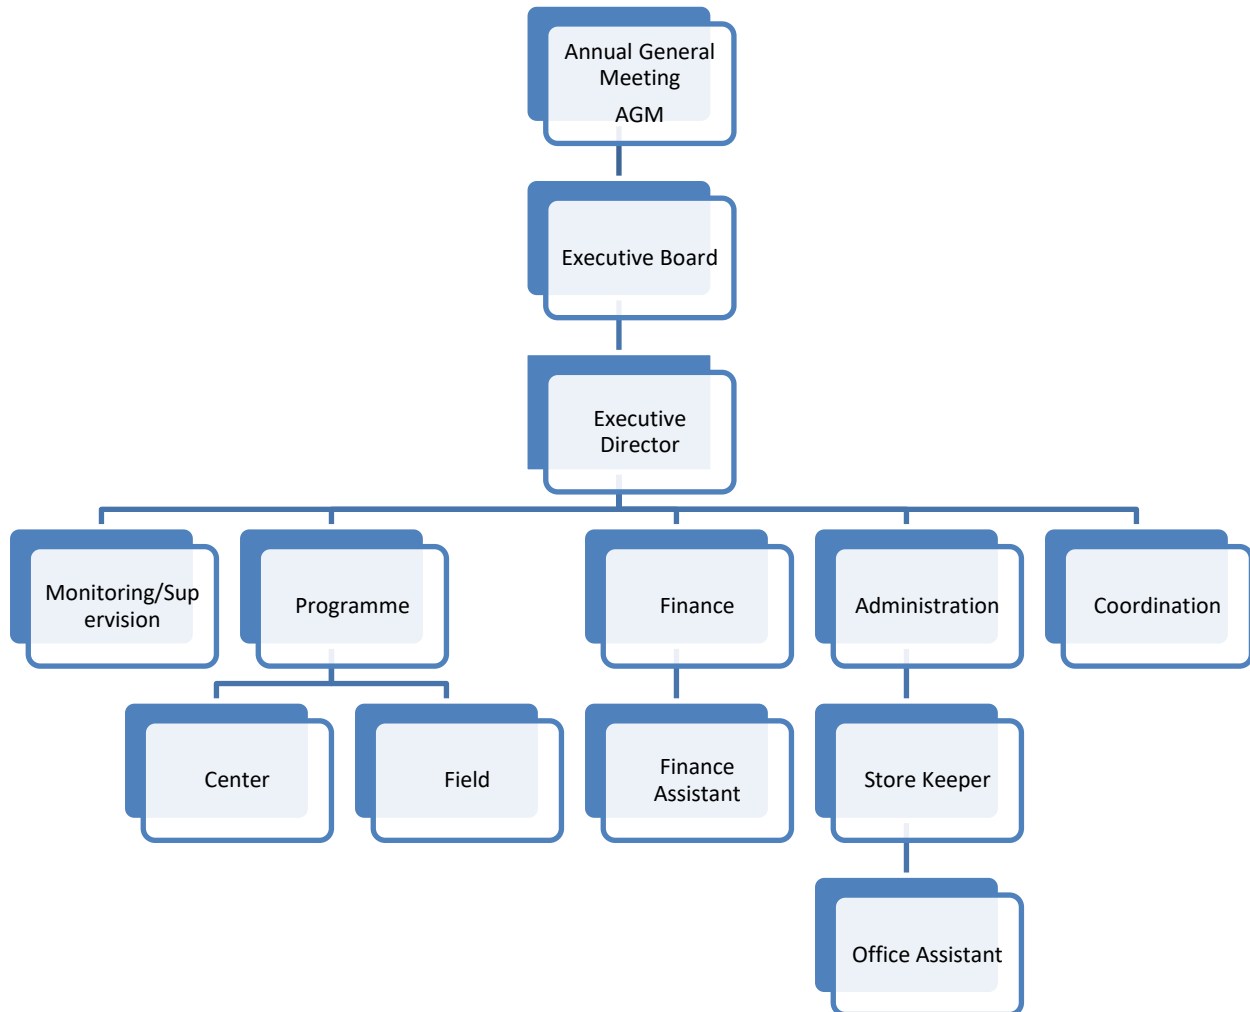 Annual General
Meeting
AGM
Executive Board
Executive
Director
Monitoring/Sup
ervision
Programme
Finance
Administration
Coordination
Center
Field
Finance
Assistant
Store Keeper
Office Assistant